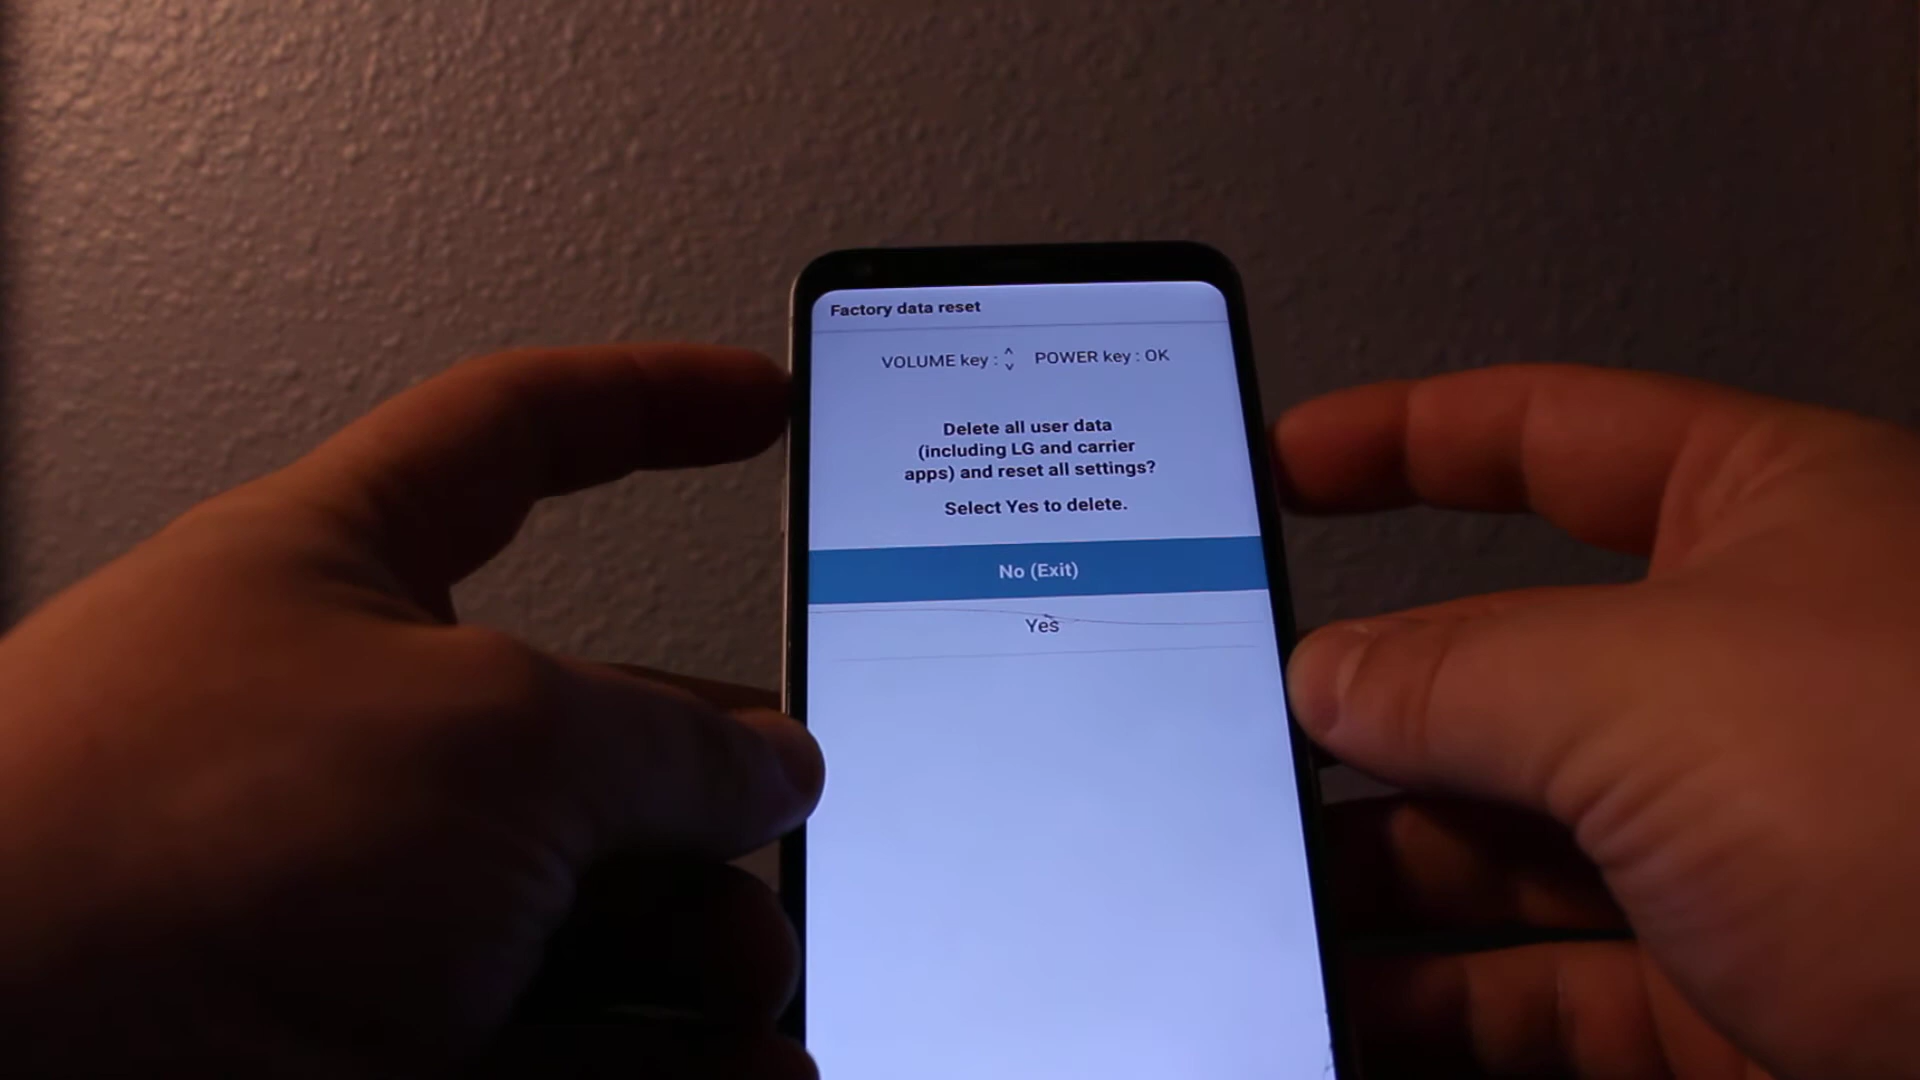 Factory data reset
VOLUME key : ^ v POWER key : OK
Delete all user data
(including LG and carrier
apps) and reset all settings?
Select Yes to delete.
No (Exit)
Yes